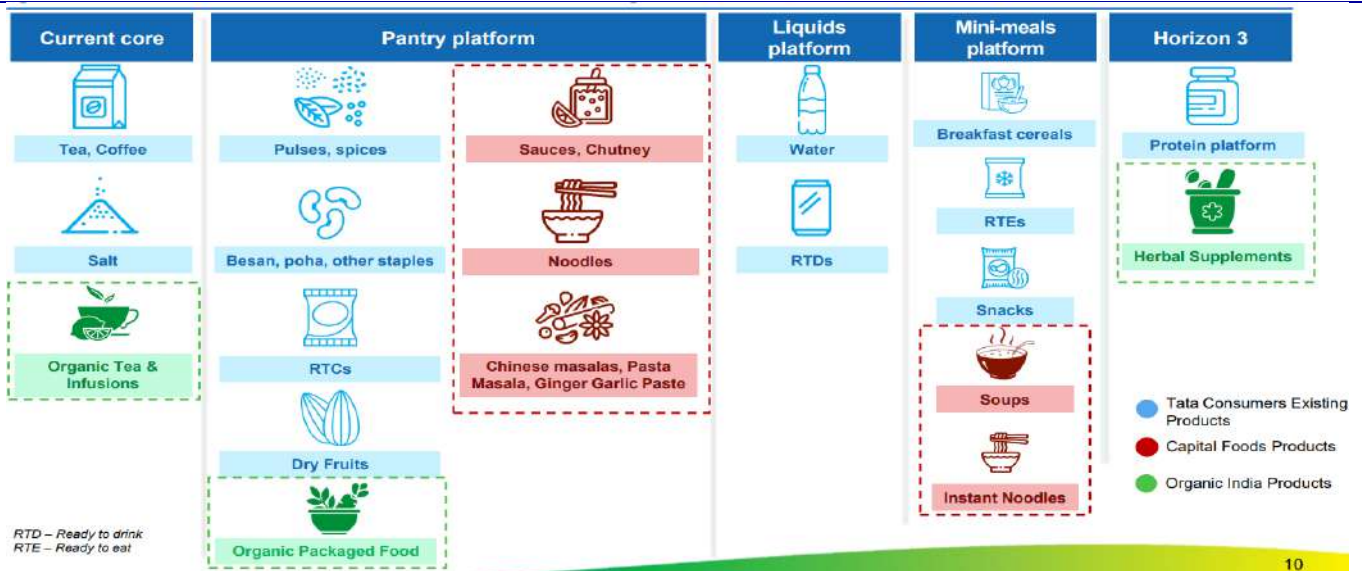 Current core
Pantry platform
Liquids
platform
Mini-meals
platform
Horizon 3
Tea, Coffee
Salt
Organic Tea &
Infusions
Pulses, spices
Besan, poha, other staples
RTCs
Dry Fruits
Organic Packaged Food
Sauces, Chutney
Noodles
Chinese masalas, Pasta
Masala, Ginger Garlic Paste
Water
RTDs
Breakfast cereals
RTEs
Snacks
Soups
Instant Noodles
Protein platform
Herbal Supplements
Tata Consumers Existing
Products
Capital Foods Products
Organic India Products
RTD – Ready to drink
RTE – Ready to eat
10